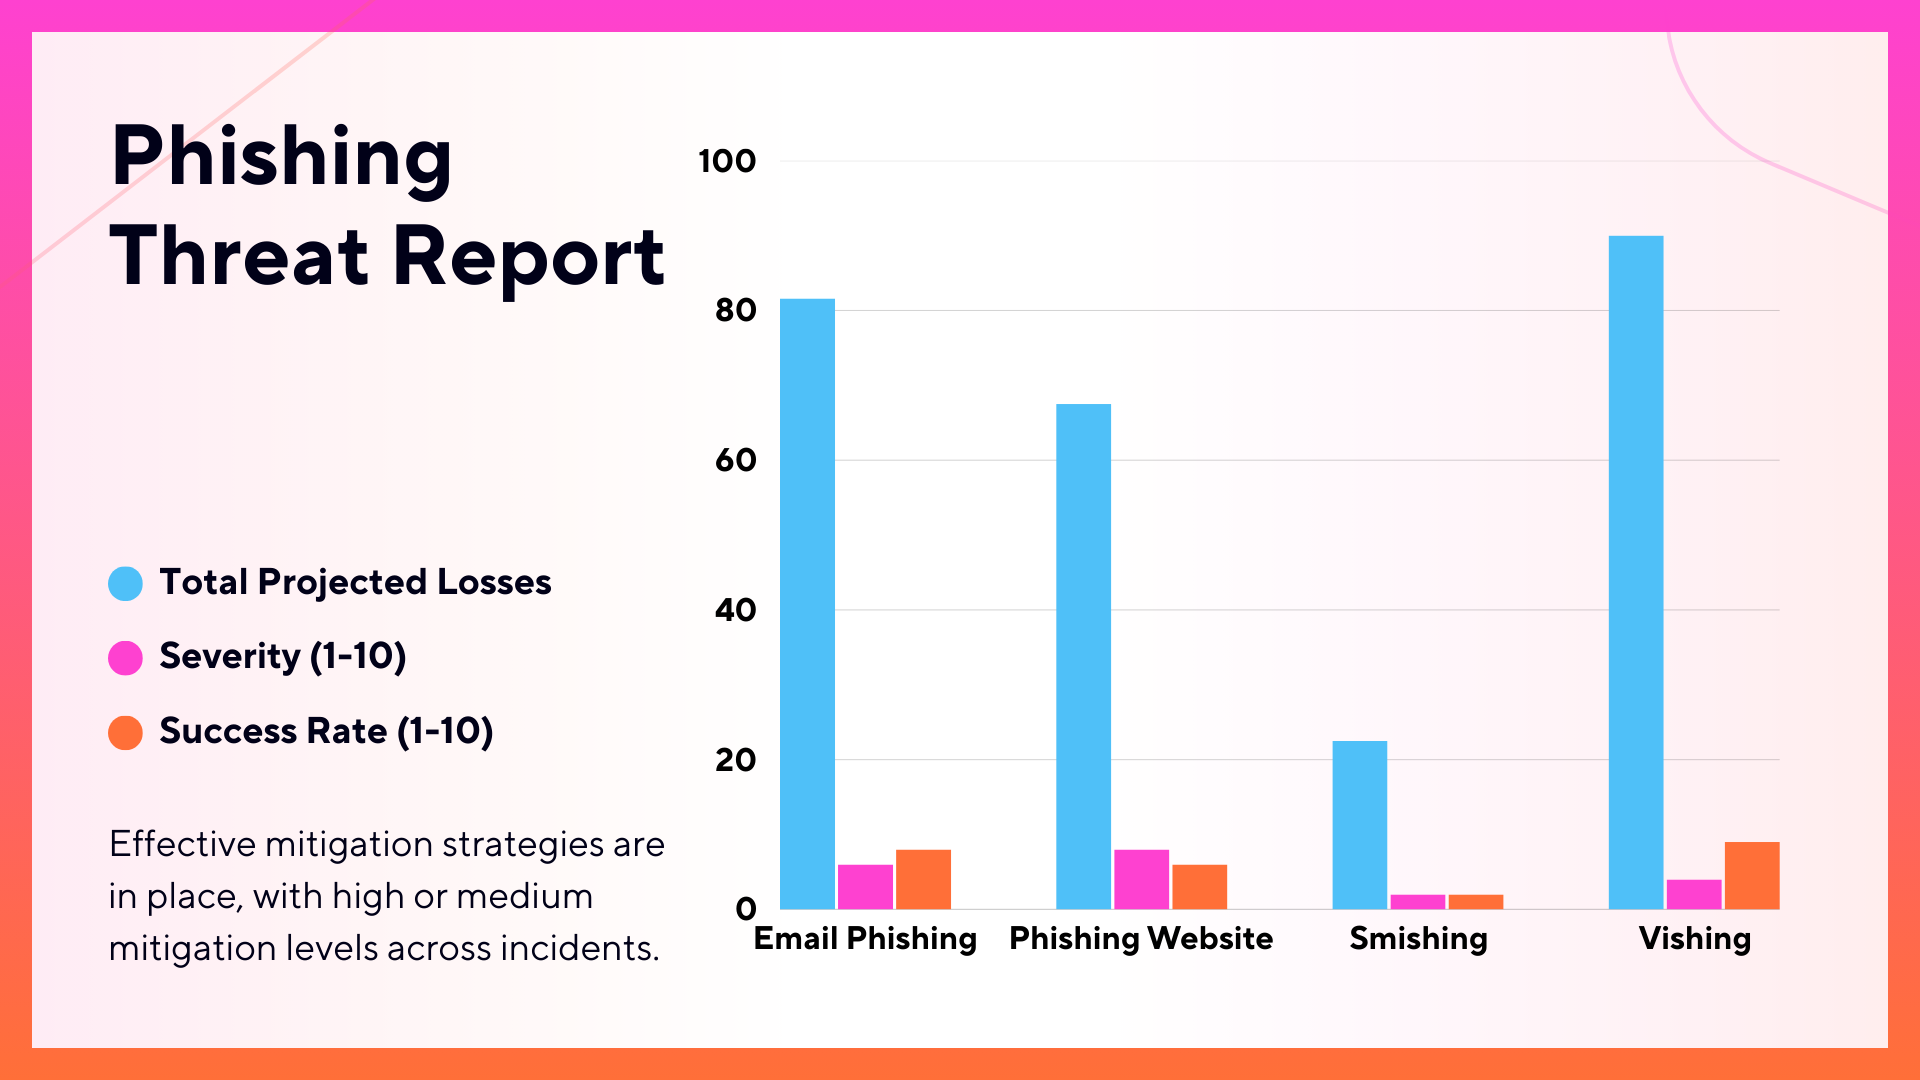 Phishing
Threat Report
Total Projected Losses
Severity (1-10)
Success Rate (1-10)
Effective mitigation strategies are
in place, with high or medium
mitigation levels across incidents.
100
80
60
40
20
0
Email Phishing
Phishing Website
Smishing
Vishing